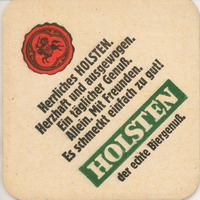 Herrliches HOLSTEN.
Herzhaft und ausgewogen.
Ein täglicher Genuß.
Allein. Mit Freunden.
Es schmeckt einfach zu gut!
HOLSTEN
der echte Biergenuß.